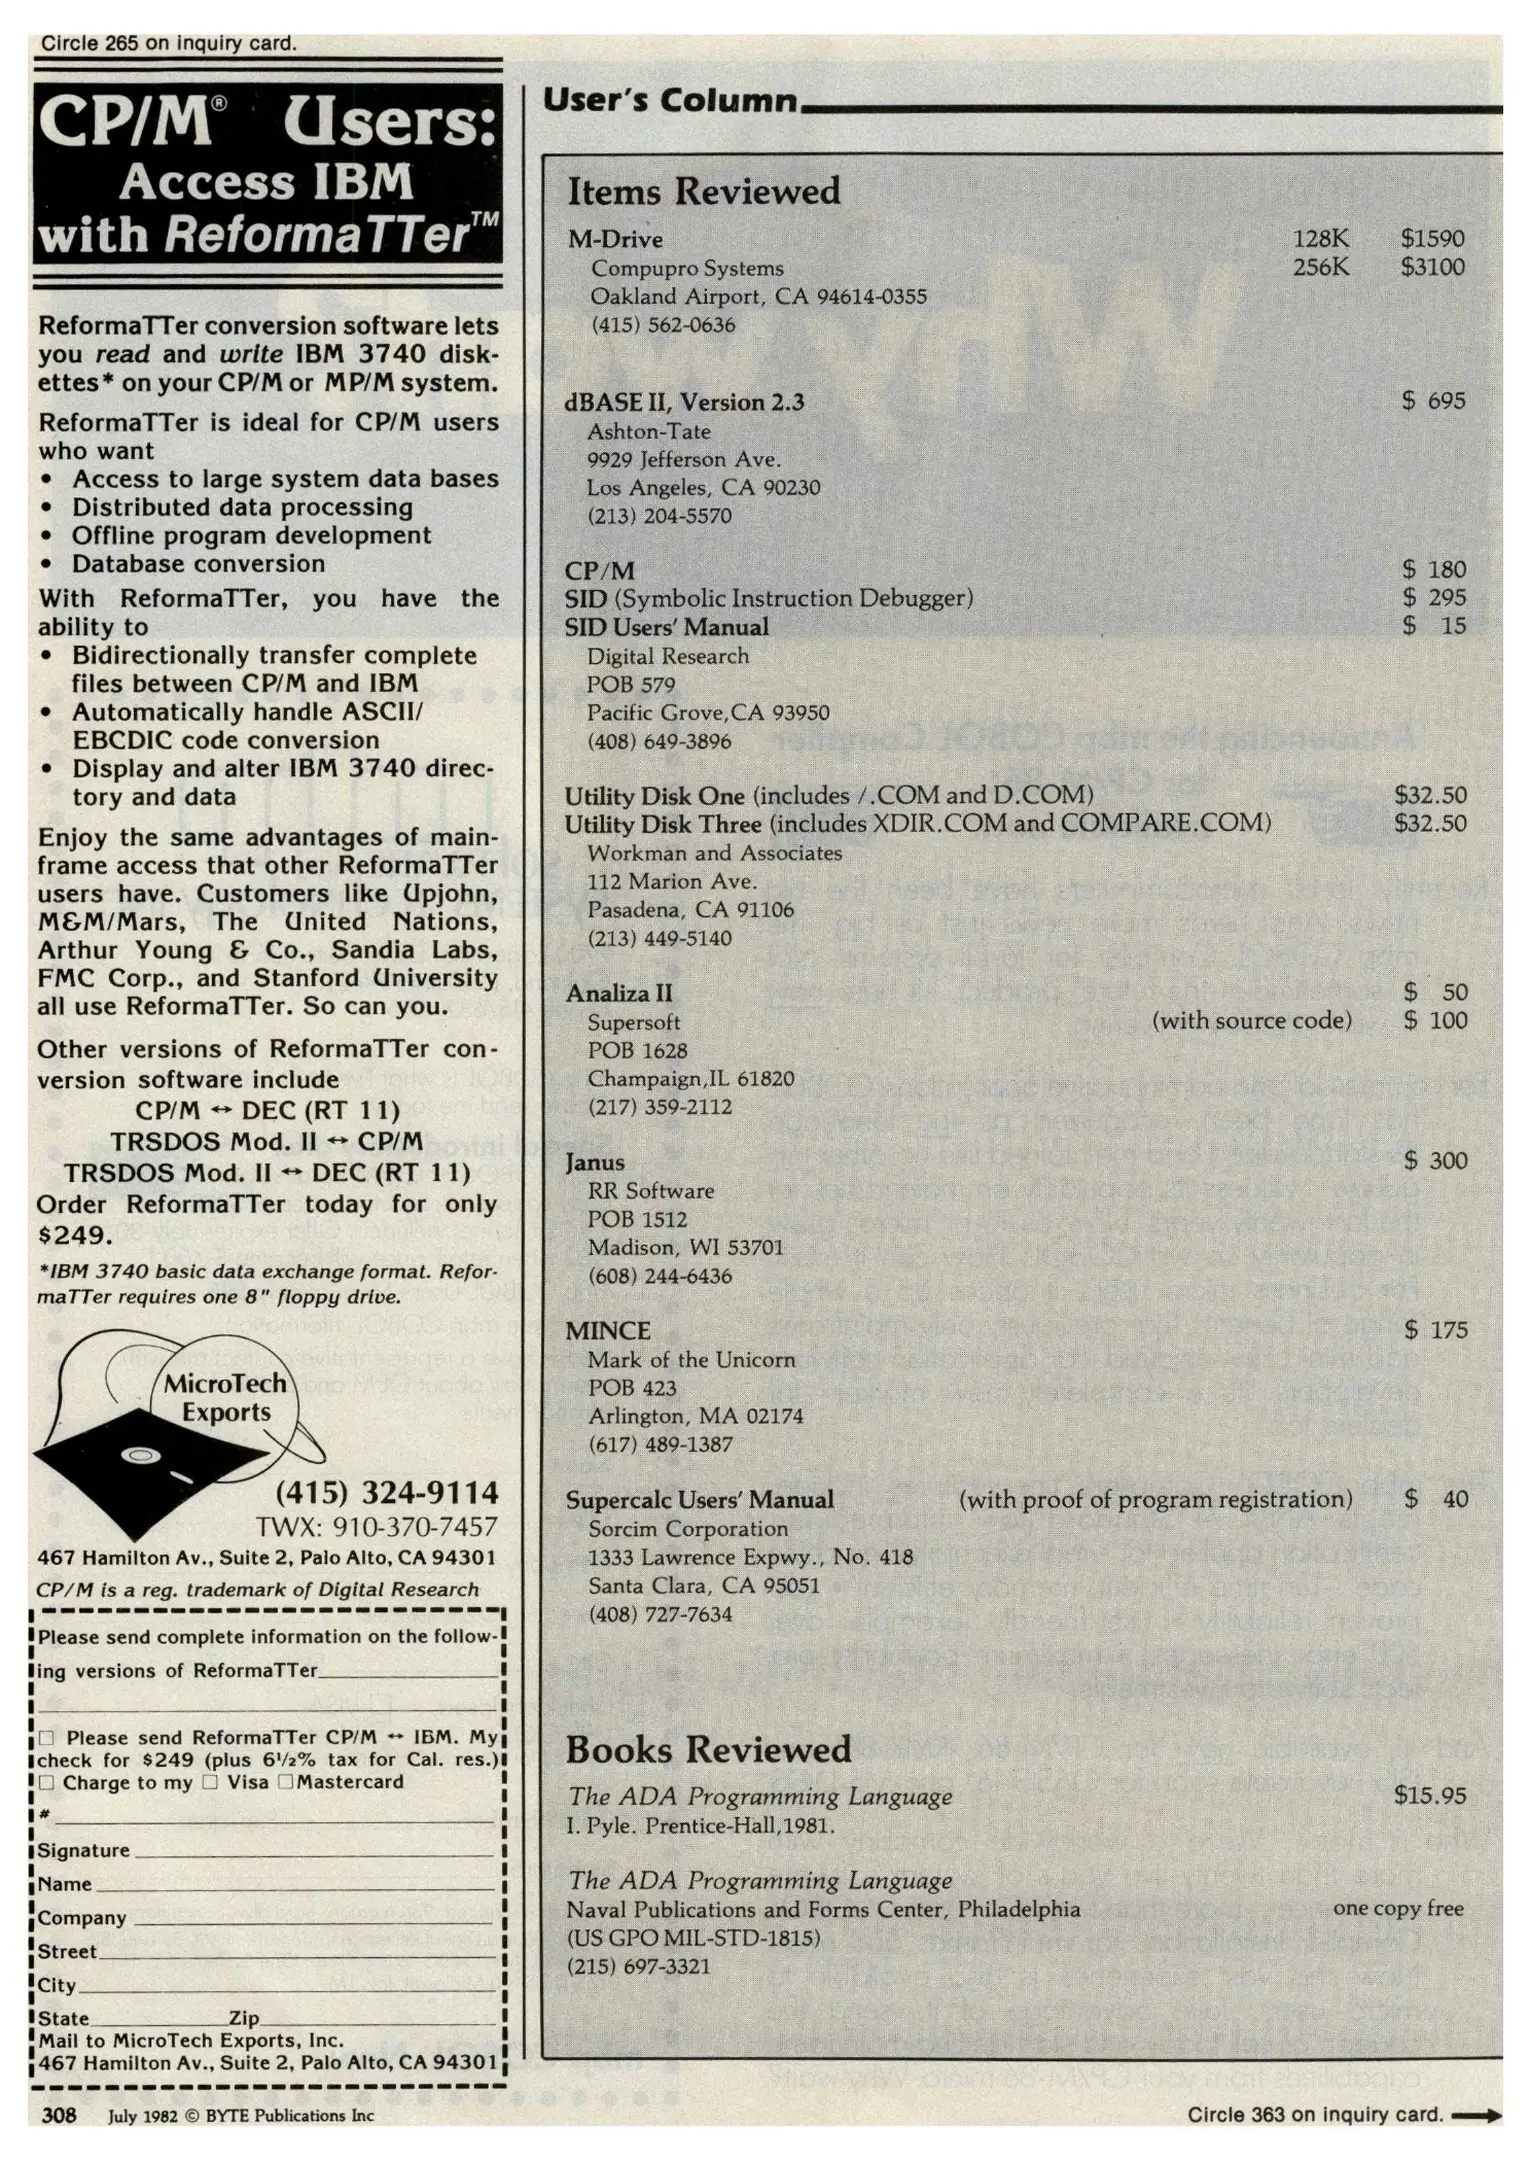 Circle 265 on inquiry card.
CP/M® Users:
Access IBM
with ReformaTTer™
ReformaTTer conversion software lets
you read and write IBM 3740 disk-
ettes* on your CP/M or MP/M system.
ReformaTTer is ideal for CP/M users
who want
• Access to large system data bases
• Distributed data processing
• Offline program development
• Database conversion
With ReformaTTer, you have the
ability to
• Bidirectionally transfer complete
files between CP/M and IBM
• Automatically handle ASCII/
EBCDIC code conversion
• Display and alter IBM 3740 direc-
tory and data
Enjoy the same advantages of main-
frame access that other ReformaTTer
users have. Customers like Upjohn,
M&M/Mars, The United Nations,
Arthur Young & Co., Sandia Labs,
FMC Corp., and Stanford University
all use ReformaTTer. So can you.
Other versions of ReformaTTer con-
version software include
CP/M ↔ DEC (RT 11)
TRSDOS Mod. II ↔ CP/M
TRSDOS Mod. II ↔ DEC (RT 11)
Order ReformaTTer today for only
$249.
*IBM 3740 basic data exchange format. Refor-
maTTer requires one 8" floppy drive.
MicroTech
Exports
(415) 324-9114
TWX: 910-370-7457
467 Hamilton Av., Suite 2, Palo Alto, CA 94301
CP/M is a reg. trademark of Digital Research
Please send complete information on the follow-
ing versions of ReformaTTer
☐ Please send ReformaTTer CP/M ↔ IBM. My
check for $249 (plus 6½% tax for Cal. res.)
☐ Charge to my ☐ Visa ☐ Mastercard
#
Signature
Name
Company
Street
City
State Zip
Mail to MicroTech Exports, Inc.
467 Hamilton Av., Suite 2, Palo Alto, CA 94301
User's Column
Items Reviewed
M-Drive 128K $1590
Compupro Systems 256K $3100
Oakland Airport, CA 94614-0355
(415) 562-0636
dBASE II, Version 2.3 $ 695
Ashton-Tate
9929 Jefferson Ave.
Los Angeles, CA 90230
(213) 204-5570
CP/M $ 180
SID (Symbolic Instruction Debugger) $ 295
SID Users' Manual $ 15
Digital Research
POB 579
Pacific Grove, CA 93950
(408) 649-3896
Utility Disk One (includes /.COM and D.COM) $32.50
Utility Disk Three (includes XDIR.COM and COMPARE.COM) $32.50
Workman and Associates
112 Marion Ave.
Pasadena, CA 91106
(213) 449-5140
Analiza II $ 50
Supersoft (with source code) $ 100
POB 1628
Champaign, IL 61820
(217) 359-2112
Janus $ 300
RR Software
POB 1512
Madison, WI 53701
(608) 244-6436
MINCE $ 175
Mark of the Unicorn
POB 423
Arlington, MA 02174
(617) 489-1387
Supercalc Users' Manual (with proof of program registration) $ 40
Sorcim Corporation
1333 Lawrence Expwy., No. 418
Santa Clara, CA 95051
(408) 727-7634
Books Reviewed
The ADA Programming Language $15.95
I. Pyle. Prentice-Hall, 1981.
The ADA Programming Language
Naval Publications and Forms Center, Philadelphia one copy free
(US GPO MIL-STD-1815)
(215) 697-3321
308 July 1982 © BYTE Publications Inc
Circle 363 on inquiry card. →